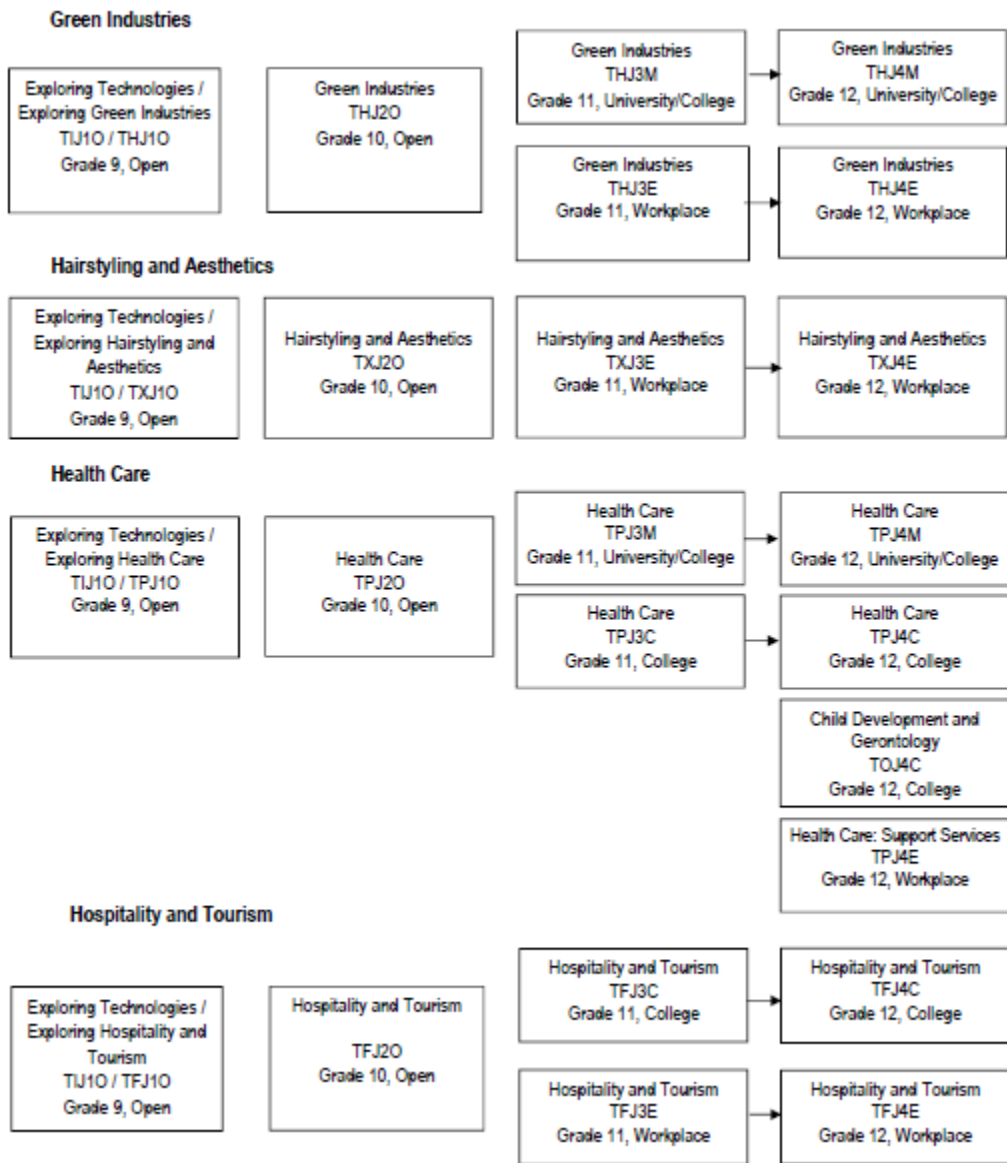 Green Industries
Exploring Technologies /
Exploring Green Industries
TIJ1O / THJ1O
Grade 9, Open
Green Industries
THJ2O
Grade 10, Open
Green Industries
THJ3M
Grade 11, University/College
Green Industries
THJ4M
Grade 12, University/College
Green Industries
THJ3E
Grade 11, Workplace
Green Industries
THJ4E
Grade 12, Workplace
Hairstyling and Aesthetics
Exploring Technologies /
Exploring Hairstyling and
Aesthetics
TIJ1O / TXJ1O
Grade 9, Open
Hairstyling and Aesthetics
TXJ2O
Grade 10, Open
Hairstyling and Aesthetics
TXJ3E
Grade 11, Workplace
Hairstyling and Aesthetics
TXJ4E
Grade 12, Workplace
Health Care
Exploring Technologies /
Exploring Health Care
TIJ1O / TPJ1O
Grade 9, Open
Health Care
TPJ2O
Grade 10, Open
Health Care
TPJ3M
Grade 11, University/College
Health Care
TPJ4M
Grade 12, University/College
Health Care
TPJ3C
Grade 11, College
Health Care
TPJ4C
Grade 12, College
Child Development and
Gerontology
TOJ4C
Grade 12, College
Health Care: Support Services
TPJ4E
Grade 12, Workplace
Hospitality and Tourism
Exploring Technologies /
Exploring Hospitality and
Tourism
TIJ1O / TFJ1O
Grade 9, Open
Hospitality and Tourism
TFJ2O
Grade 10, Open
Hospitality and Tourism
TFJ3C
Grade 11, College
Hospitality and Tourism
TFJ4C
Grade 12, College
Hospitality and Tourism
TFJ3E
Grade 11, Workplace
Hospitality and Tourism
TFJ4E
Grade 12, Workplace